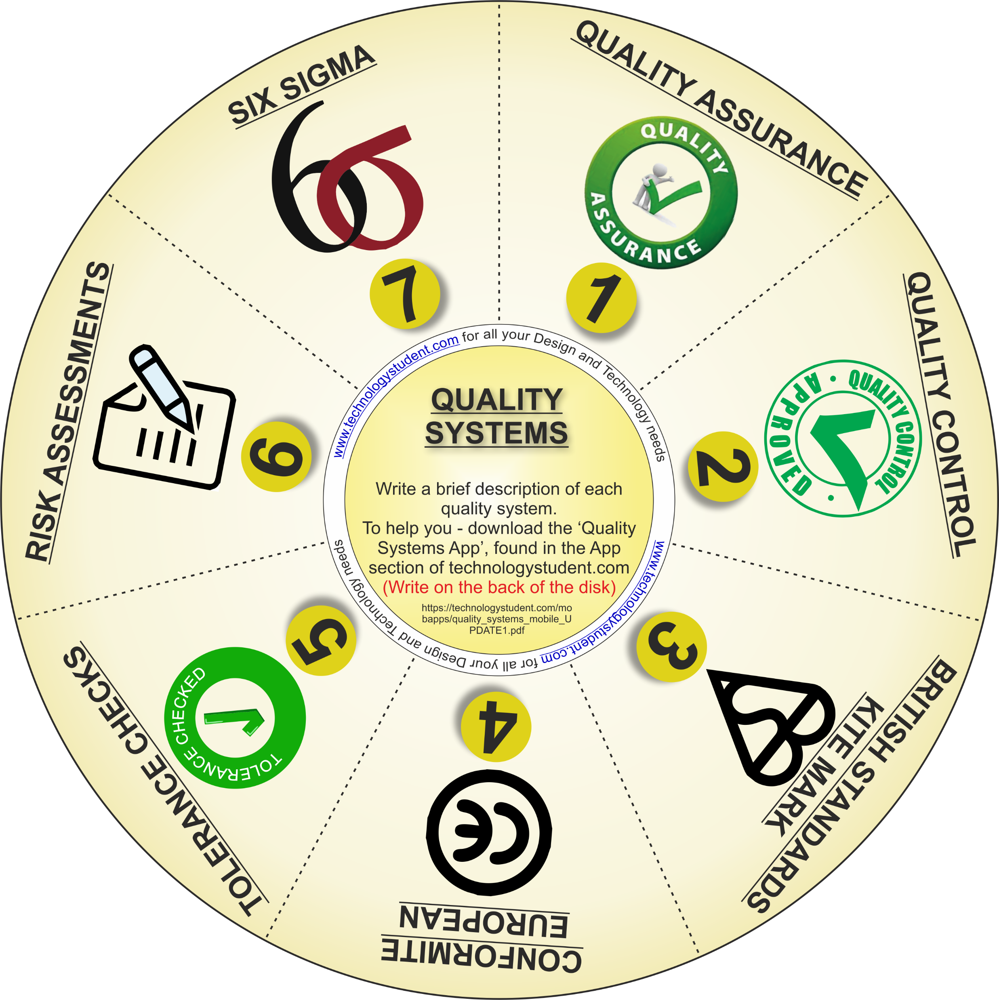 QUALITY
SYSTEMS
Write a brief description of each
quality system.
To help you - download the ‘Quality
Systems App’, found in the App
section of technologystudent.com
(Write on the back of the disk)
https://technologystudent.com/mo
bapps/quality_systems_mobile_U
PDATE1.pdf
www.technologystudent.com for all your Design and Technology needs
www.technologystudent.com for all your Design and Technology needs
QUALITY ASSURANCE
QUALITY
ASSURANCE
1
QUALITY CONTROL
QUALITY CONTROL
• APPROVED •
2
BRITISH STANDARDS
KITE MARK
3
CONFORMITE
EUROPEAN
CE
4
TOLERANCE CHECKS
TOLERANCE CHECKED
5
RISK ASSESSMENTS
6
SIX SIGMA
6σ
7